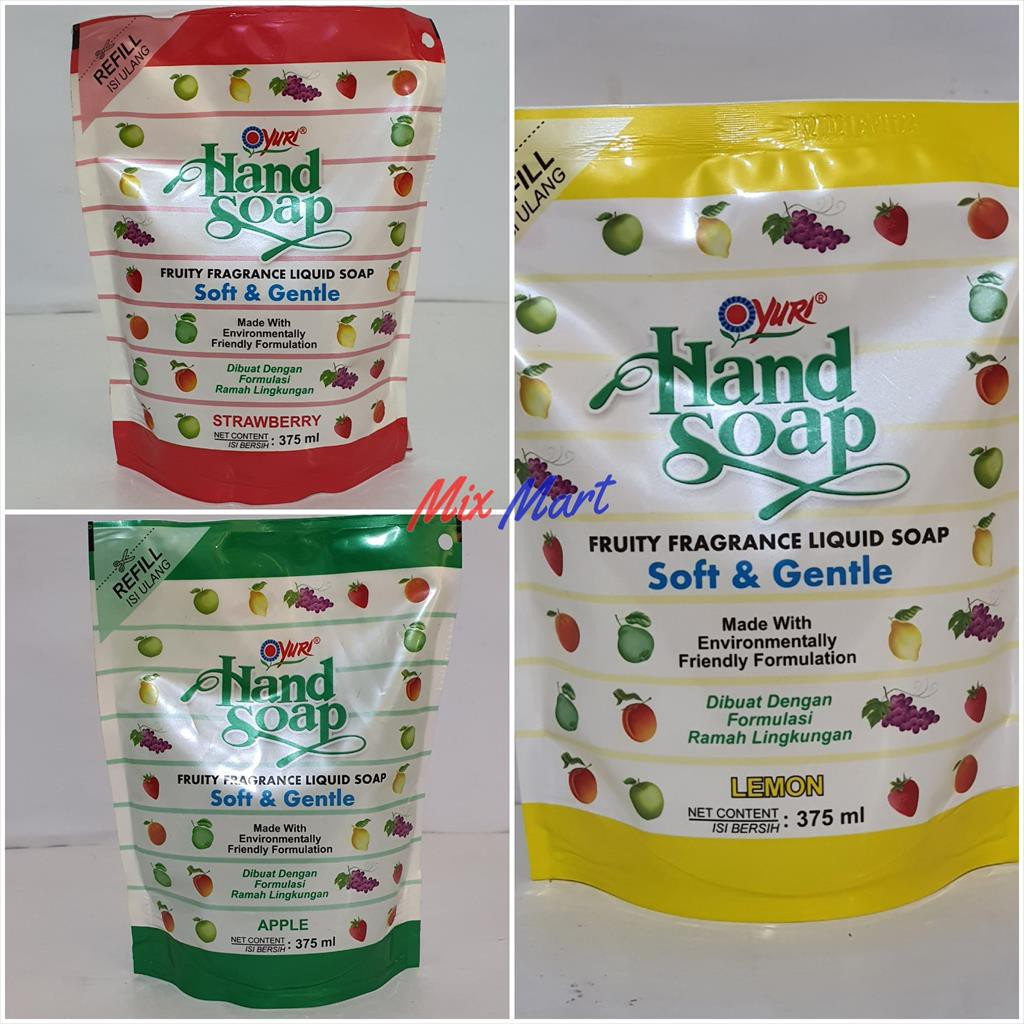 REFILL
ISI ULANG
YURI®
Hand
Soap
FRUITY FRAGRANCE LIQUID SOAP
Soft & Gentle
Made With
Environmentally
Friendly Formulation
Dibuat Dengan
Formulasi
Ramah Lingkungan
STRAWBERRY
NET CONTENT
ISI BERSIH : 375 ml
REFILL
ISI ULANG
YURI®
Hand
Soap
FRUITY FRAGRANCE LIQUID SOAP
Soft & Gentle
Made With
Environmentally
Friendly Formulation
Dibuat Dengan
Formulasi
Ramah Lingkungan
APPLE
NET CONTENT
ISI BERSIH : 375 ml
FILL
ULANG
YURI®
Hand
Soap
FRUITY FRAGRANCE LIQUID SOAP
Soft & Gentle
Made With
Environmentally
Friendly Formulation
Dibuat Dengan
Formulasi
Ramah Lingkungan
LEMON
NET CONTENT
ISI BERSIH : 375 ml
Mix Mart